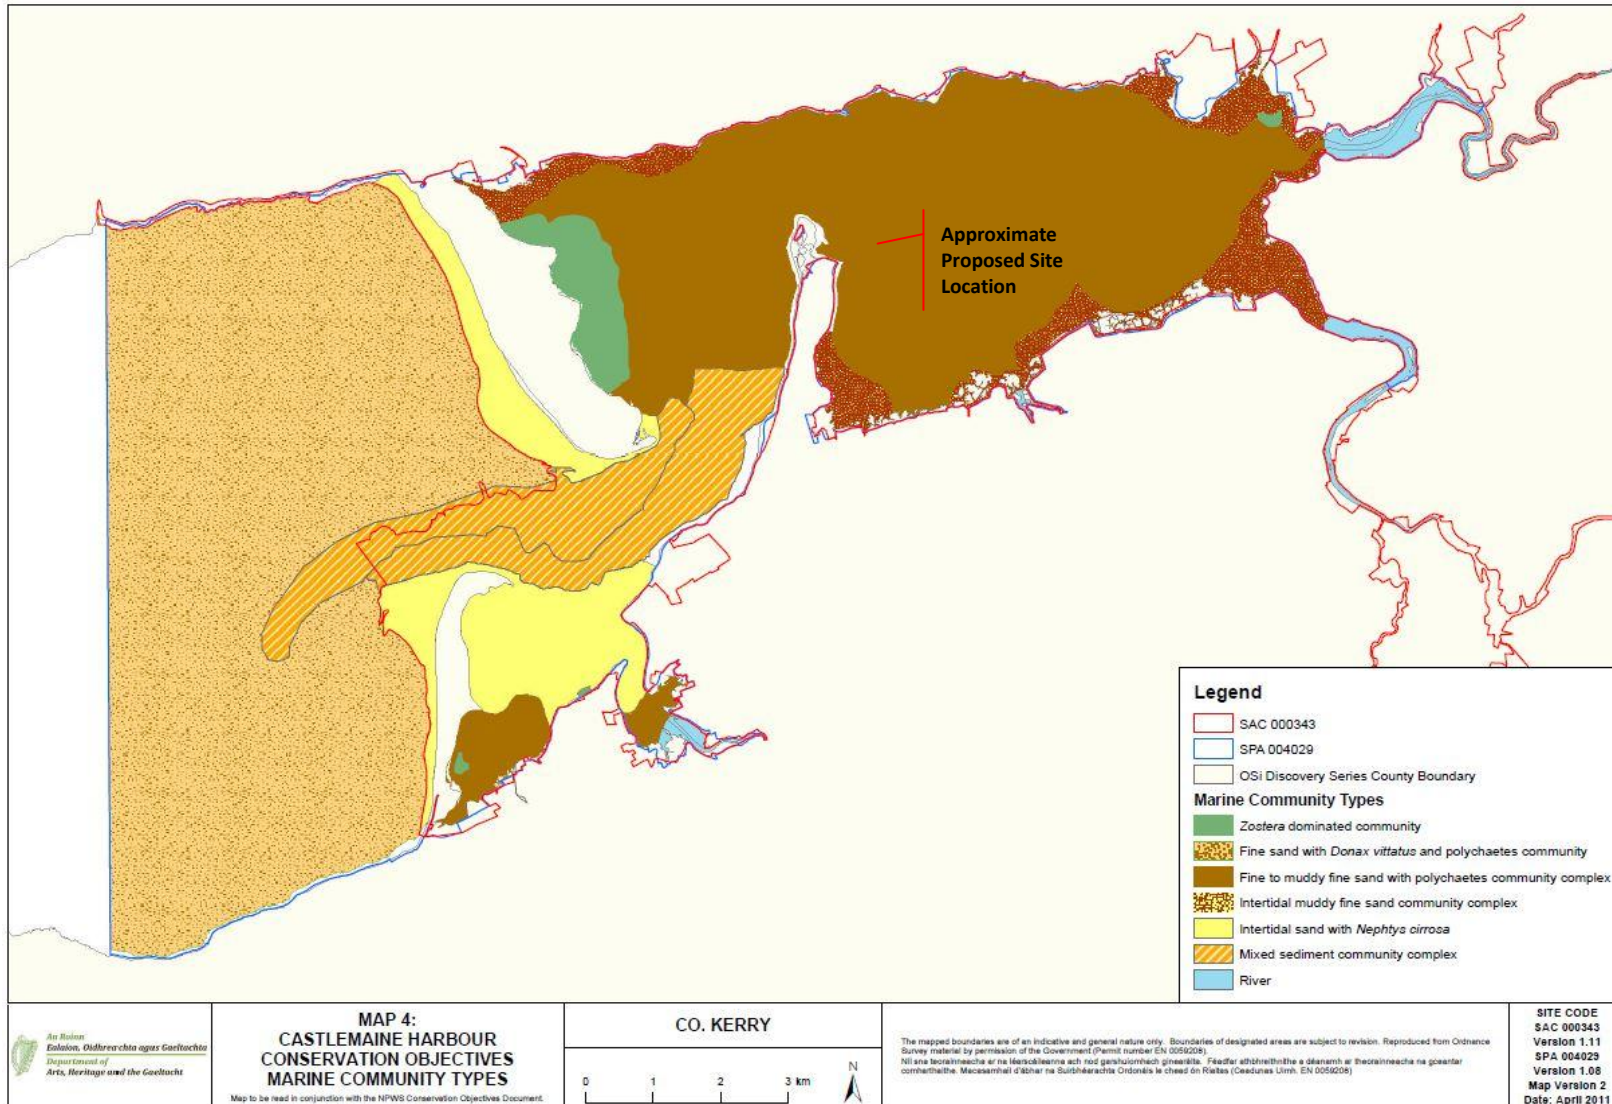 Approximate
Proposed Site
Location
Legend
SAC 000343
SPA 004029
OSi Discovery Series County Boundary
Marine Community Types
Zostera dominated community
Fine sand with Donax vittatus and polychaetes community
Fine to muddy fine sand with polychaetes community complex
Intertidal muddy fine sand community complex
Intertidal sand with Nephtys cirrosa
Mixed sediment community complex
River
An Roinn
Ealaíon, Oidhreachta agus Gaeltachta
Department of
Arts, Heritage and the Gaeltacht
MAP 4:
CASTLEMAINE HARBOUR
CONSERVATION OBJECTIVES
MARINE COMMUNITY TYPES
Map to be read in conjunction with the NPWS Conservation Objectives Document.
CO. KERRY
0 1 2 3 km
N
The mapped boundaries are of an indicative and general nature only. Boundaries of designated areas are subject to revision. Reproduced from Ordnance
Survey material by permission of the Government (Permit number EN 0059208).
Níl sna teorainneacha ar na
SITE CODE
SAC 000343
Version 1.11
SPA 004029
Version 1.08
Map Version 2
Date: April 2011